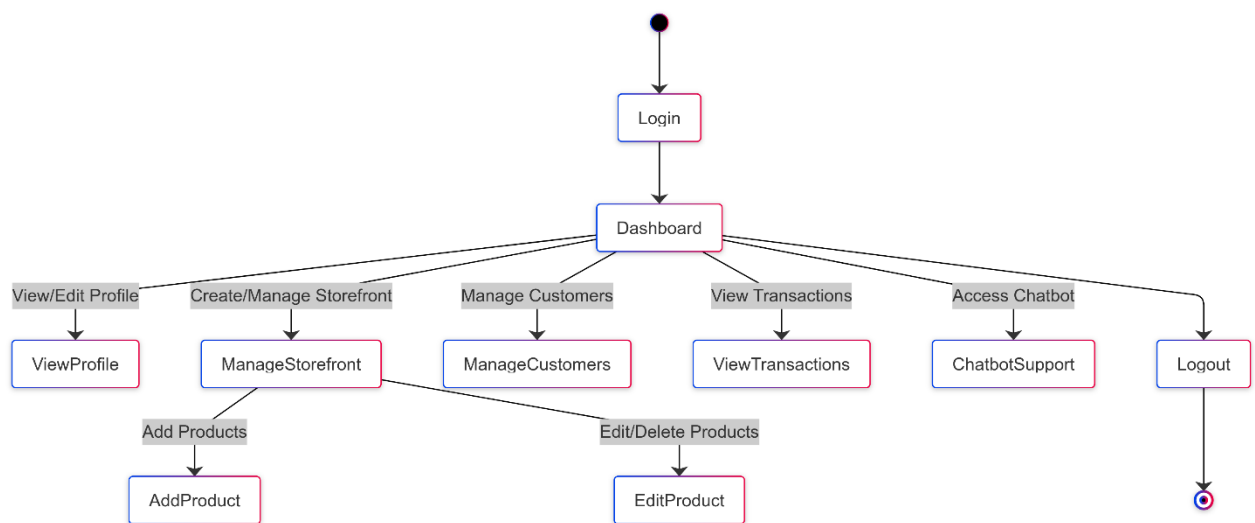 Login
Dashboard
View/Edit Profile
Create/Manage Storefront
Manage Customers
View Transactions
Access Chatbot
ViewProfile
ManageStorefront
ManageCustomers
ViewTransactions
ChatbotSupport
Logout
Add Products
Edit/Delete Products
AddProduct
EditProduct